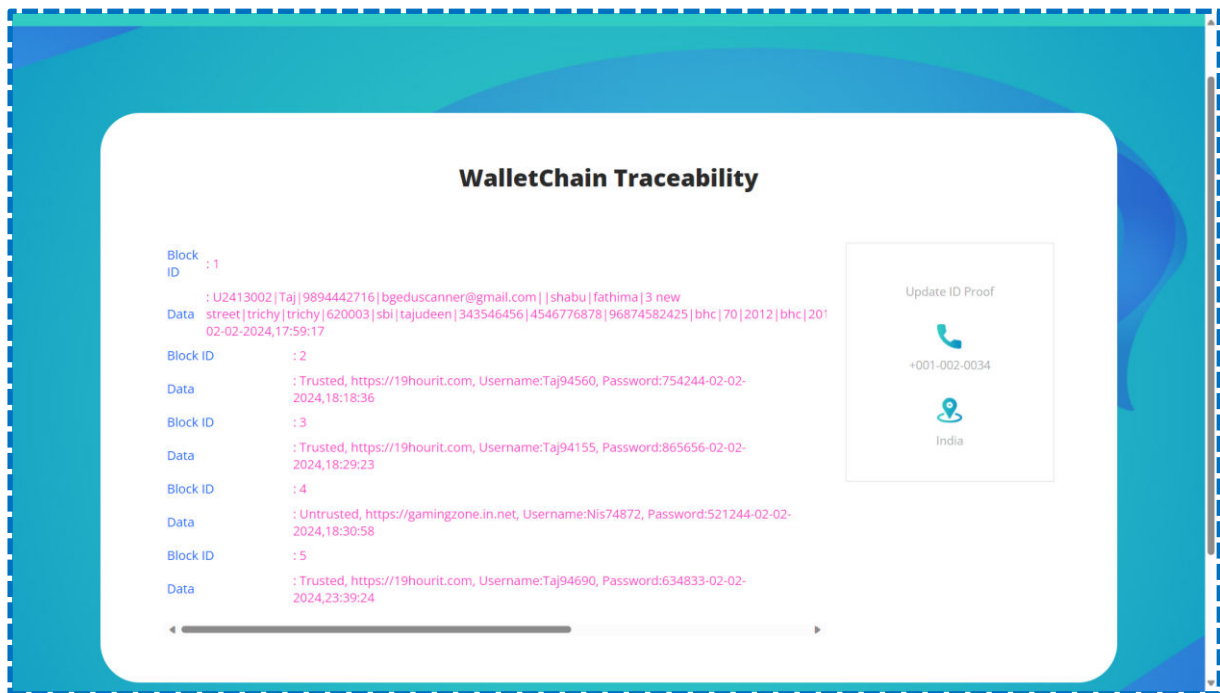 WalletChain Traceability
Block
ID
: 1
: U2413002|Taj|9894442716|bgeduscanner@gmail.com||shabu|fathima|3 new
Data street|trichy|trichy|620003|sbi|tajudeen|343546456|4546776878|96874582425|bhc|70|2012|bhc|201
02-02-2024,17:59:17
Block ID : 2
: Trusted, https://19hourit.com, Username:Taj94560, Password:754244-02-02-
Data
2024,18:18:36
Block ID : 3
: Trusted, https://19hourit.com, Username:Taj94155, Password:865656-02-02-
Data
2024,18:29:23
Block ID : 4
: Untrusted, https://gamingzone.in.net, Username:Nis74872, Password:521244-02-02-
Data
2024,18:30:58
Block ID : 5
: Trusted, https://19hourit.com, Username:Taj94690, Password:634833-02-02-
Data
2024,23:39:24
Update ID Proof
+001-002-0034
India